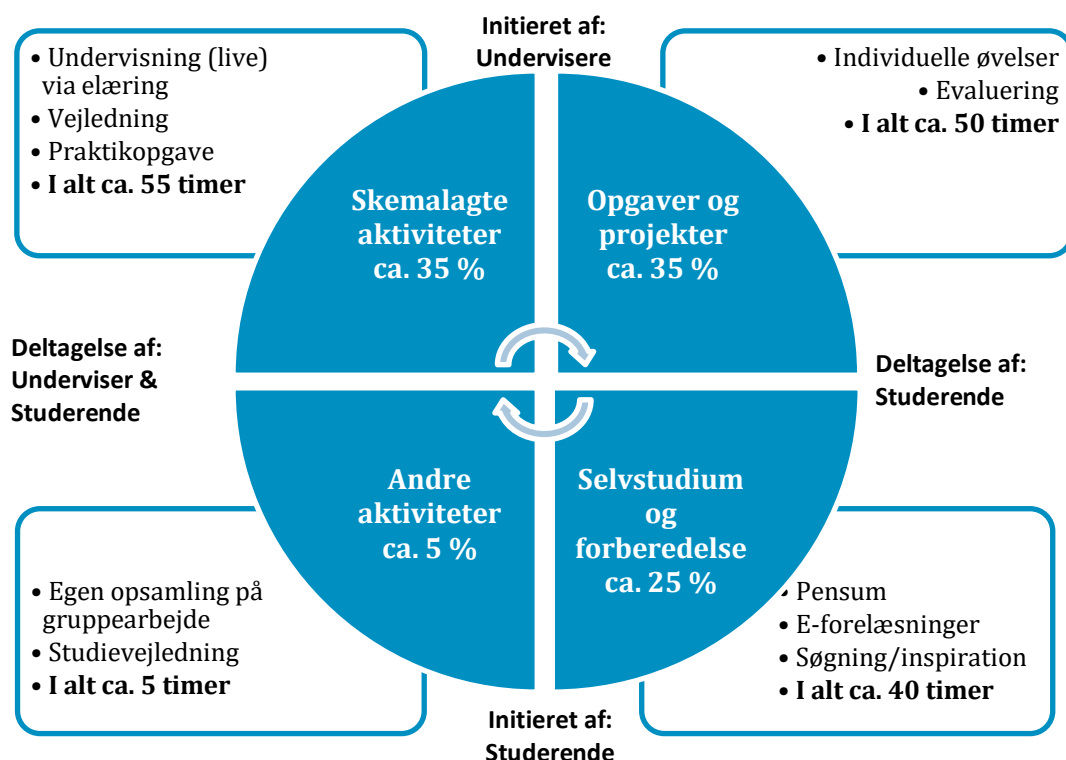 Initieret af:
Undervisere
• Undervisning (live)
via elæring
• Vejledning
• Praktikopgave
• I alt ca. 55 timer
• Individuelle øvelser
• Evaluering
• I alt ca. 50 timer
Skemalagte
aktiviteter
ca. 35 %
Opgaver og
projekter
ca. 35 %
Deltagelse af:
Underviser &
Studerende
Deltagelse af:
Studerende
Andre
aktiviteter
ca. 5 %
Selvstudium
og
forberedelse
ca. 25 %
• Egen opsamling på
gruppearbejde
• Studievejledning
• I alt ca. 5 timer
• Pensum
• E-forelæsninger
• Søgning/inspiration
• I alt ca. 40 timer
Initieret af:
Studerende